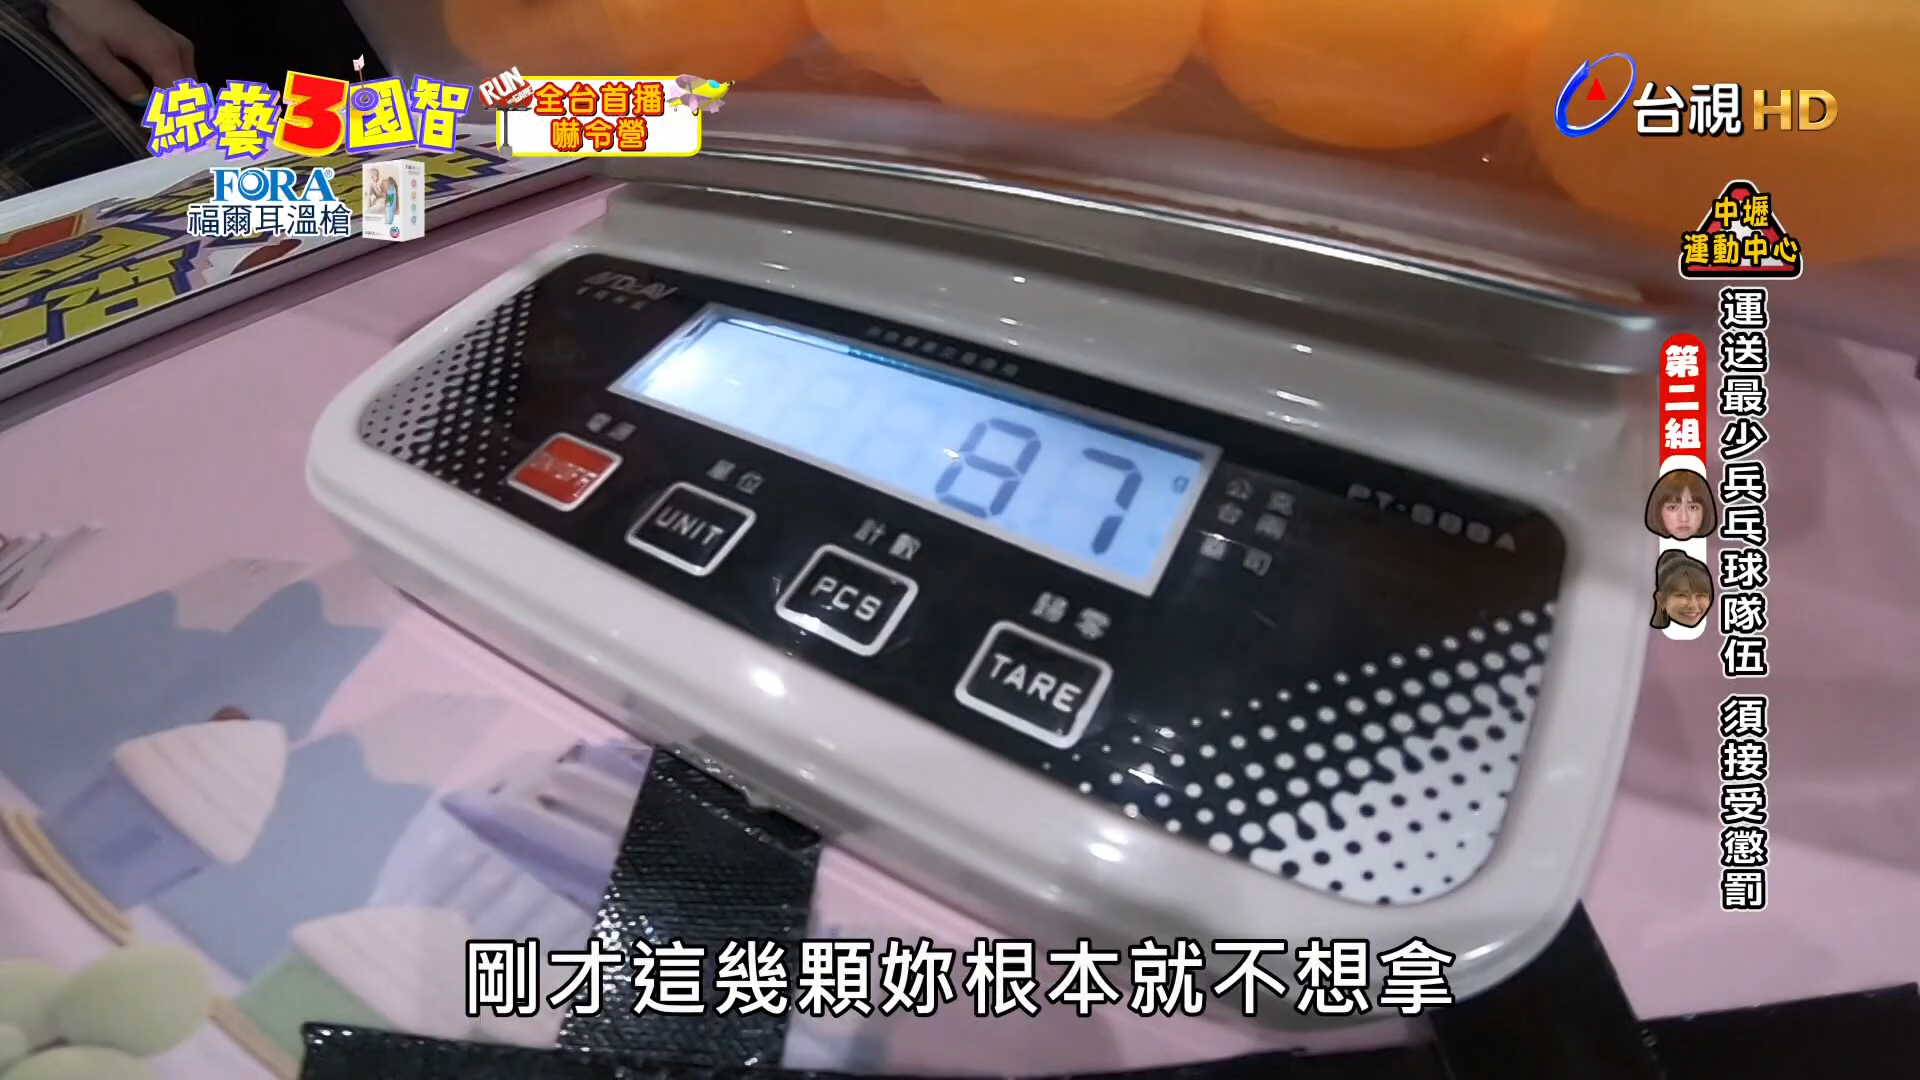 綜藝3國智
RUN
全台首播
嚇令營
FORA
福爾耳溫槍
台視HD
中壢
運動中心
運送最少兵乓球隊伍 須接受懲罰
第二組
87
g
UNIT
計數
PCS
歸零
TARE
剛才這幾顆妳根本就不想拿